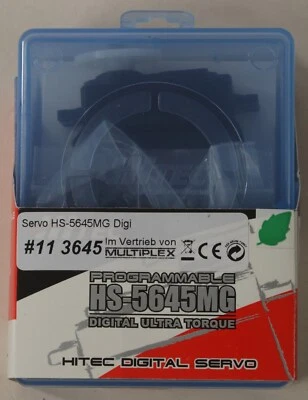 Servo HS-5645MG Digi
#11 3645
Im Vertrieb von
MULTIPLEX
CE
PROGRAMMABLE
HS-5645MG
DIGITAL ULTRA TORQUE
HITEC DIGITAL SERVO